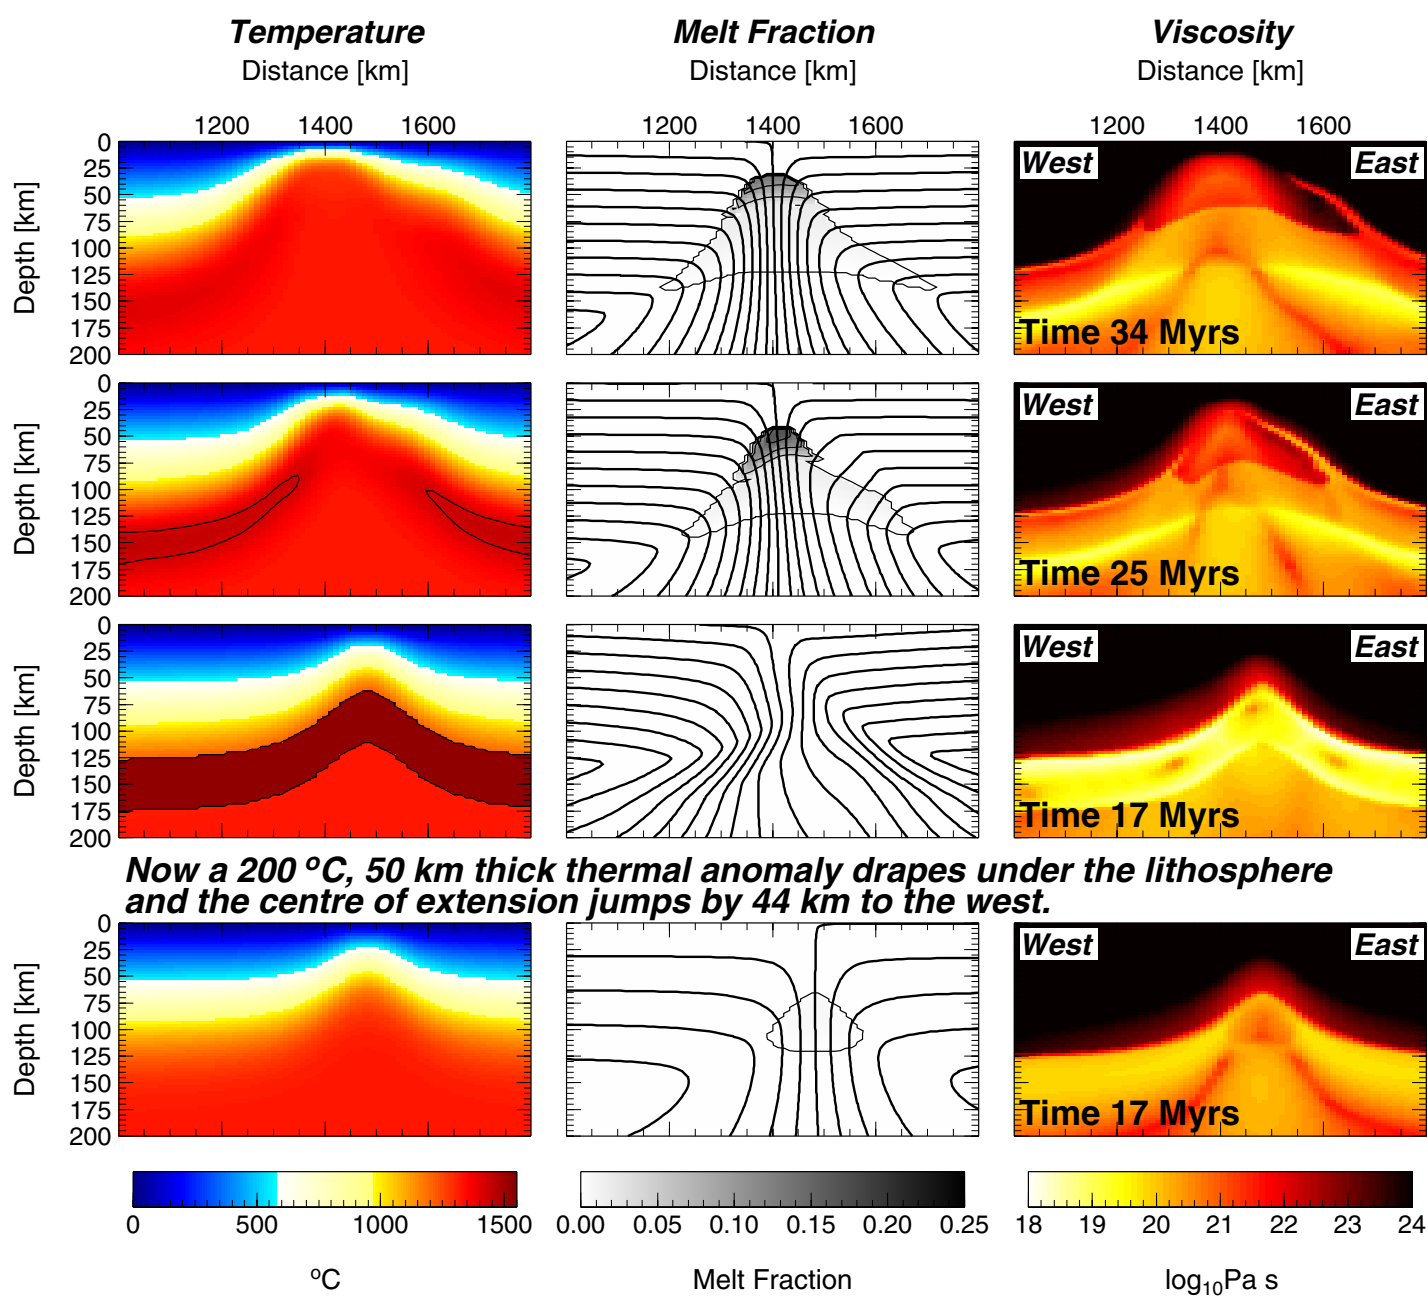 Temperature Melt Fraction Viscosity
Distance [km] Distance [km] Distance [km]
1200 1400 1600 1200 1400 1600 1200 1400 1600
0
25
50
75
100
125
150
175
200
Depth [km]
West East
Time 34 Myrs
0
25
50
75
100
125
150
175
200
Depth [km]
West East
Time 25 Myrs
0
25
50
75
100
125
150
175
200
Depth [km]
West East
Time 17 Myrs
Now a 200 °C, 50 km thick thermal anomaly drapes under the lithosphere
and the centre of extension jumps by 44 km to the west.
0
25
50
75
100
125
150
175
200
Depth [km]
West East
Time 17 Myrs
0 500 1000 1500 0.00 0.05 0.10 0.15 0.20 0.25 18 19 20 21 22 23 24
°C Melt Fraction log₁₀Pa s